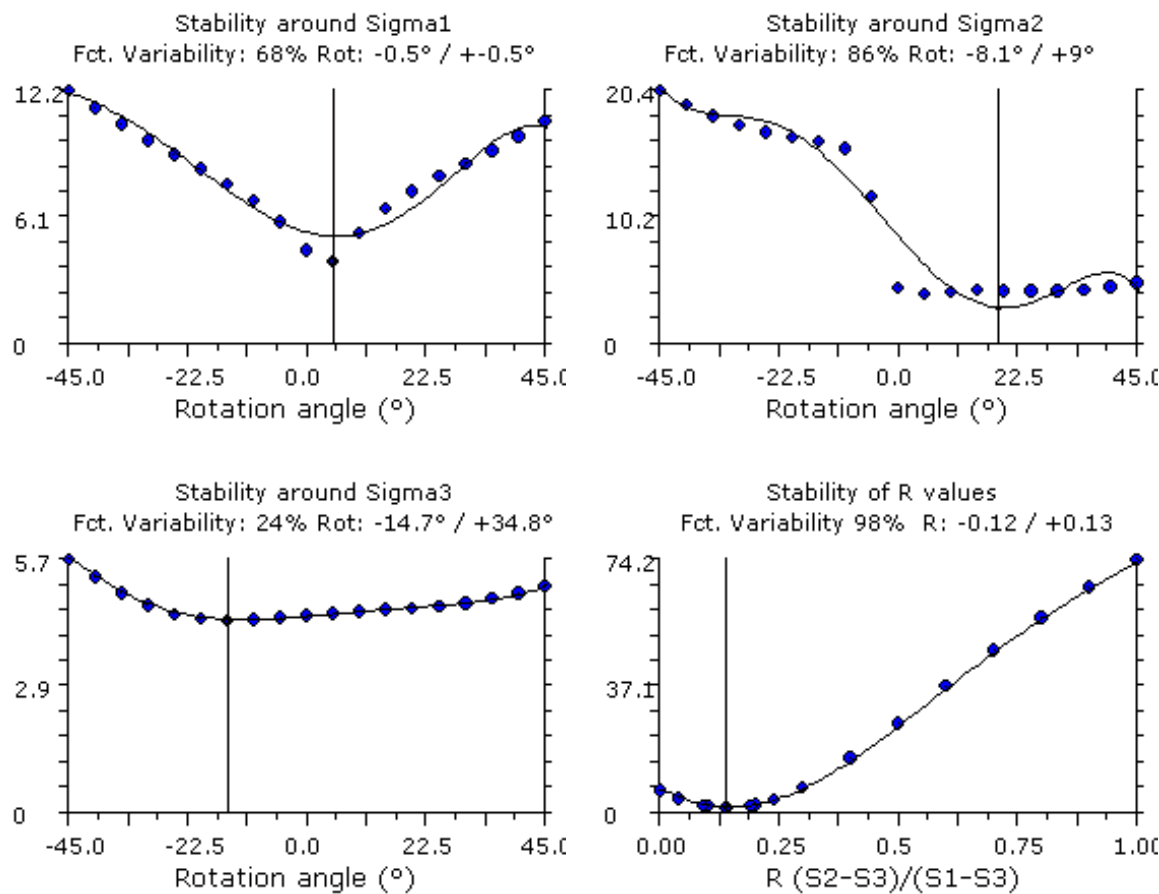 Stability around Sigma1
Fct. Variability: 68% Rot: -0.5° / +-0.5°
12.2
6.1
0
-45.0 -22.5 0.0 22.5 45.0
Rotation angle (º)
Stability around Sigma2
Fct. Variability: 86% Rot: -8.1° / +9°
20.4
10.2
0
-45.0 -22.5 0.0 22.5 45.0
Rotation angle (º)
Stability around Sigma3
Fct. Variability: 24% Rot: -14.7° / +34.8°
5.7
2.9
0
-45.0 -22.5 0.0 22.5 45.0
Rotation angle (º)
Stability of R values
Fct. Variability 98% R: -0.12 / +0.13
74.2
37.1
0
0.00 0.25 0.5 0.75 1.00
R (S2-S3)/(S1-S3)